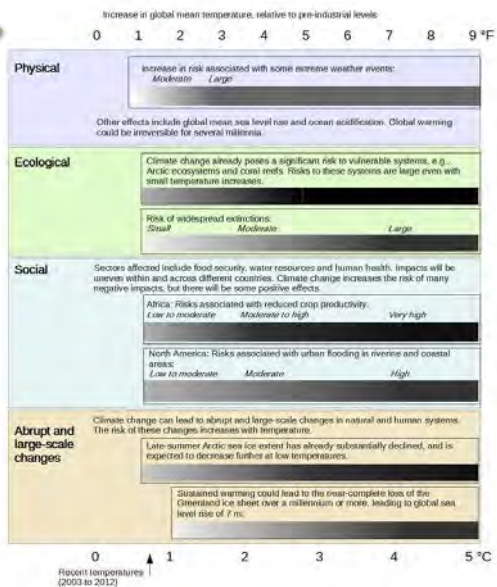 Increase in global mean temperature, relative to pre-industrial levels
0 1 2 3 4 5 6 7 8 9 °F
Physical
Increase in risk associated with some extreme weather events:
Moderate Large
Other effects include global mean sea level rise and ocean acidification. Global warming
could be irreversible for several millennia.
Ecological
Climate change already poses a significant risk to vulnerable systems, e.g.,
Arctic ecosystems and coral reefs. Risks to these systems are large even with
small temperature increases.
Risk of widespread extinctions:
Small Moderate Large
Social
Sectors affected include food security, water resources and human health. Impacts will be
uneven within and across different countries. Climate change increases the risk of many
negative impacts, but there will be some positive effects.
Africa: Risks associated with reduced crop productivity.
Low to moderate Moderate to high Very high
North America: Risks associated with urban flooding in riverine and coastal
areas:
Low to moderate Moderate High
Abrupt and
large-scale
changes
Climate change can lead to abrupt and large-scale changes in natural and human systems.
The risk of these changes increases with temperature.
Late-summer Arctic sea ice extent has already substantially declined, and is
expected to decrease further at low temperatures.
Sustained warming could lead to the near-complete loss of the
Greenland ice sheet over a millennium or more, leading to global sea
level rise of 7 m.
0 1 2 3 4 5 °C
Recent temperatures
(2003 to 2012)